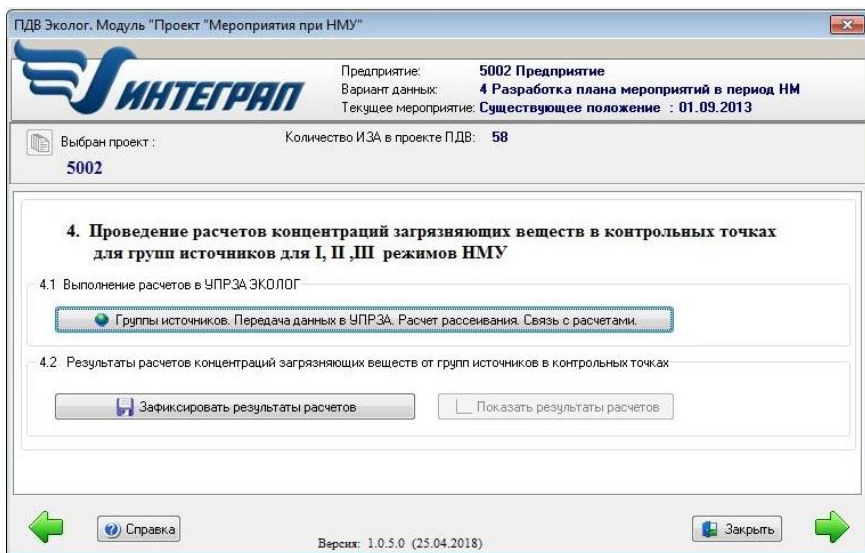 ПДВ Эколог. Модуль "Проект "Мероприятия при НМУ"
ИНТЕГРАЛ
Предприятие: 5002 Предприятие
Вариант данных: 4 Разработка плана мероприятий в период НМ
Текущее мероприятие: Существующее положение : 01.09.2013
Выбран проект :
Количество ИЗА в проекте ПДВ: 58
5002
4. Проведение расчетов концентраций загрязняющих веществ в контрольных точках
для групп источников для I, II ,III режимов НМУ
4.1 Выполнение расчетов в УПРЗА ЭКОЛОГ
Группы источников. Передача данных в УПРЗА. Расчет рассеивания. Связь с расчетами.
4.2 Результаты расчетов концентраций загрязняющих веществ от групп источников в контрольных точках
Зафиксировать результаты расчетов
Показать результаты расчетов
Справка
Версия: 1.0.5.0 (25.04.2018)
Закрыть